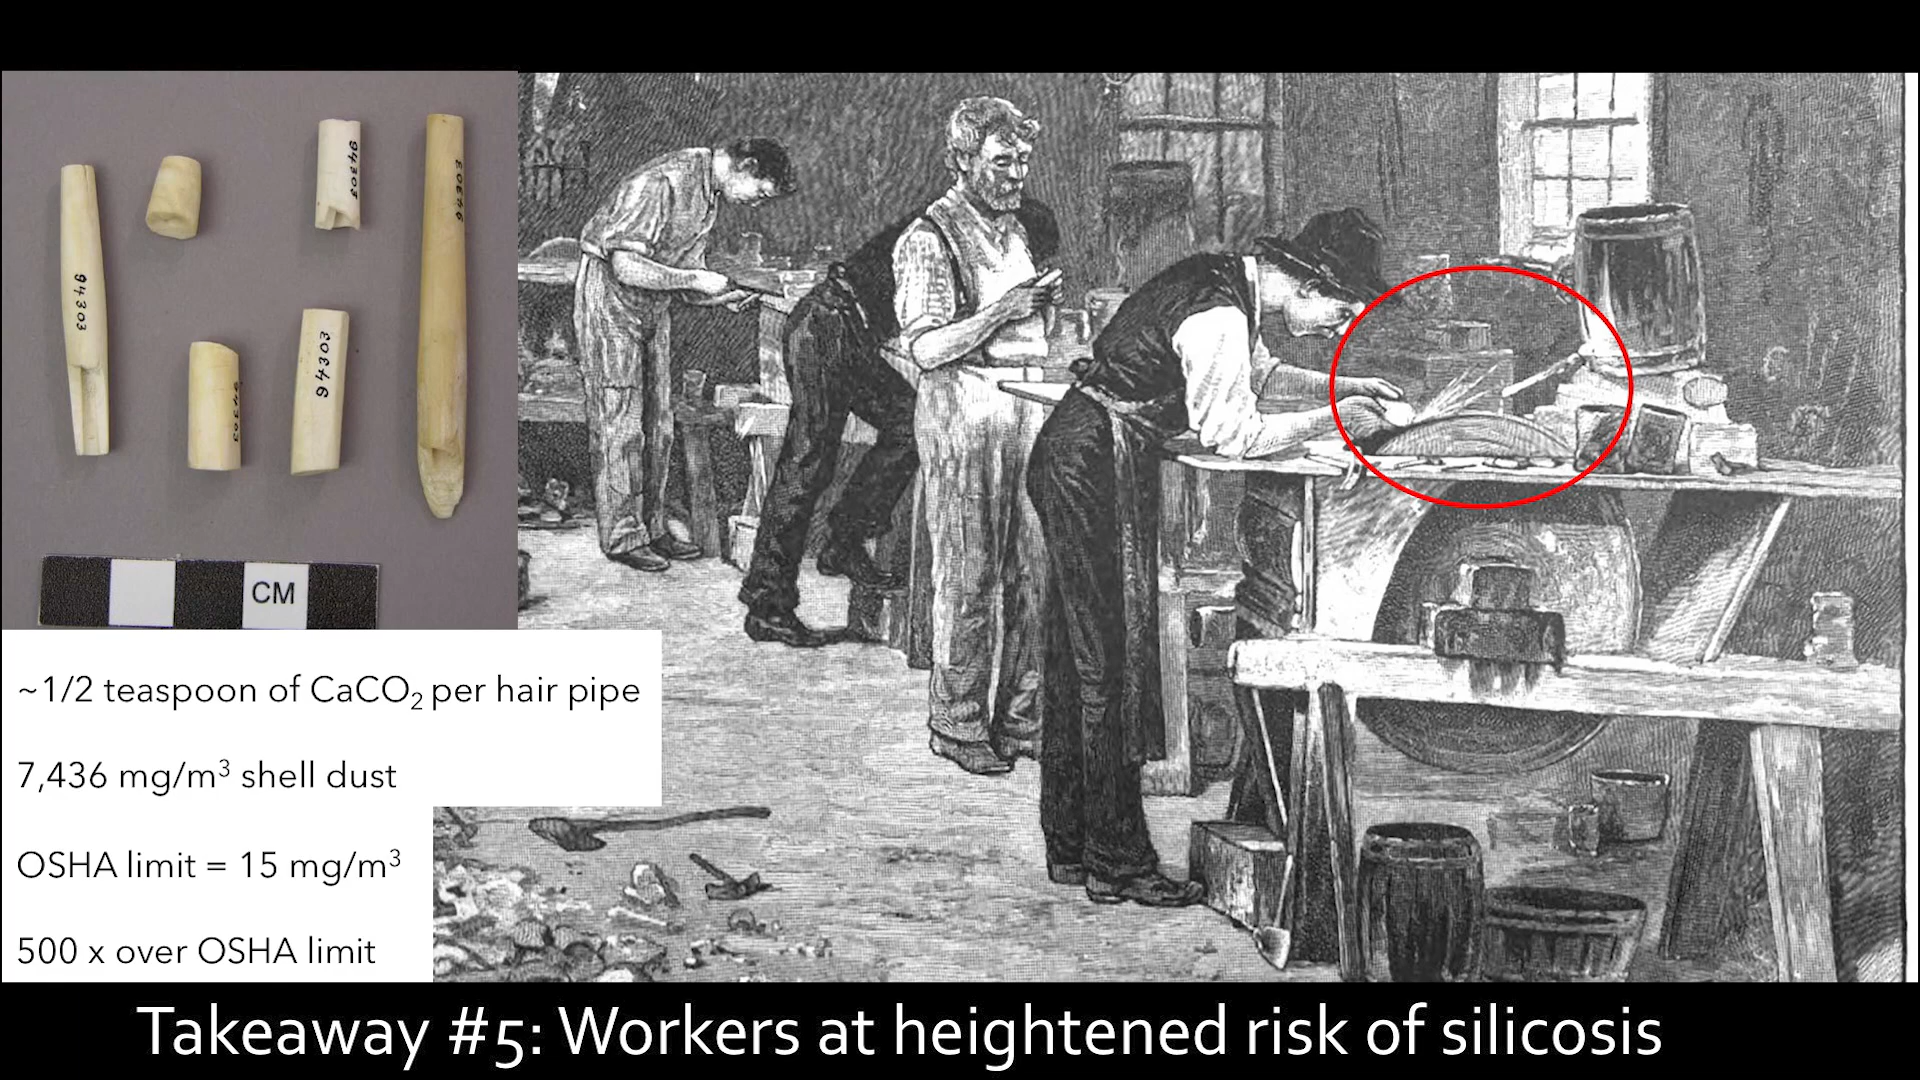 94303
94303
94303
94303
94303
CM
~1/2 teaspoon of CaCO₂ per hair pipe
7,436 mg/m³ shell dust
OSHA limit = 15 mg/m³
500 x over OSHA limit
Takeaway #5: Workers at heightened risk of silicosis